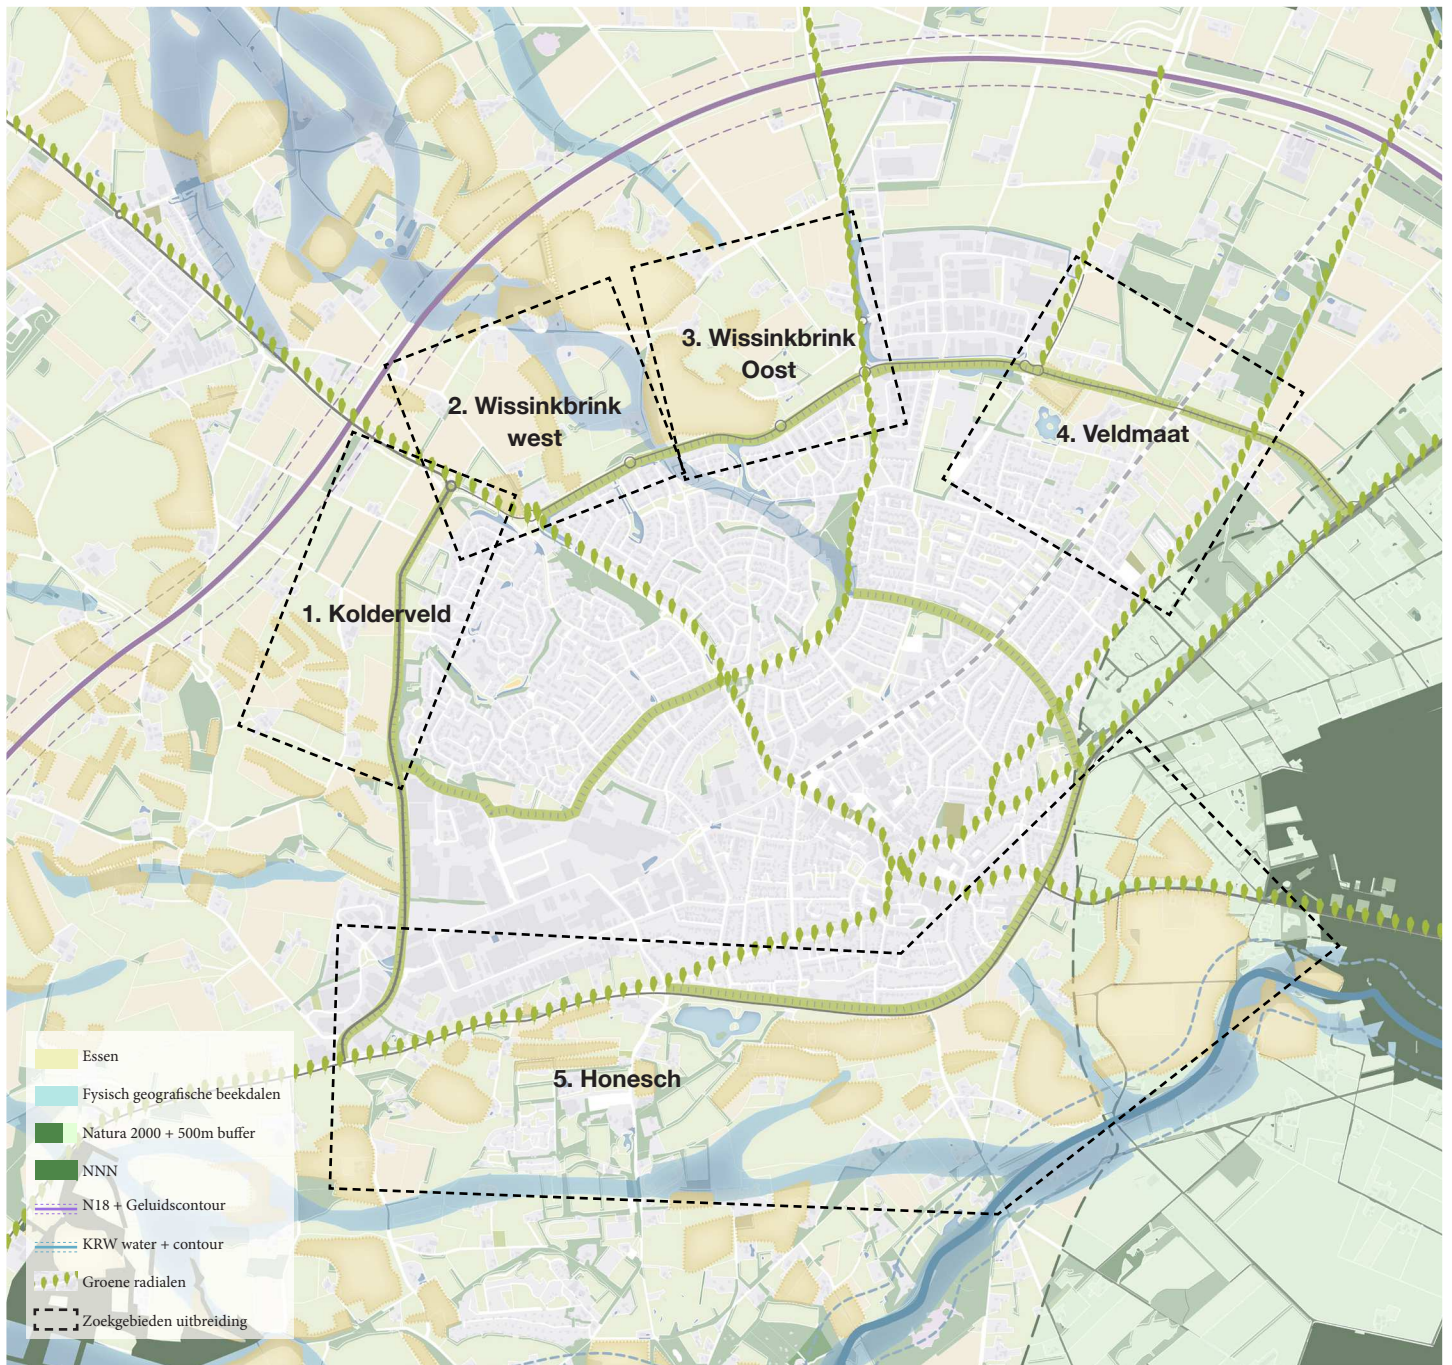 3. Wissinkbrink
Oost
2. Wissinkbrink
west
4. Veldmaat
1. Kolderveld
5. Honesch
Essen
Fysisch geografische beekdalen
Natura 2000 + 500m buffer
NNN
N18 + Geluidscontour
KRW water + contour
Groene radialen
Zoekgebieden uitbreiding